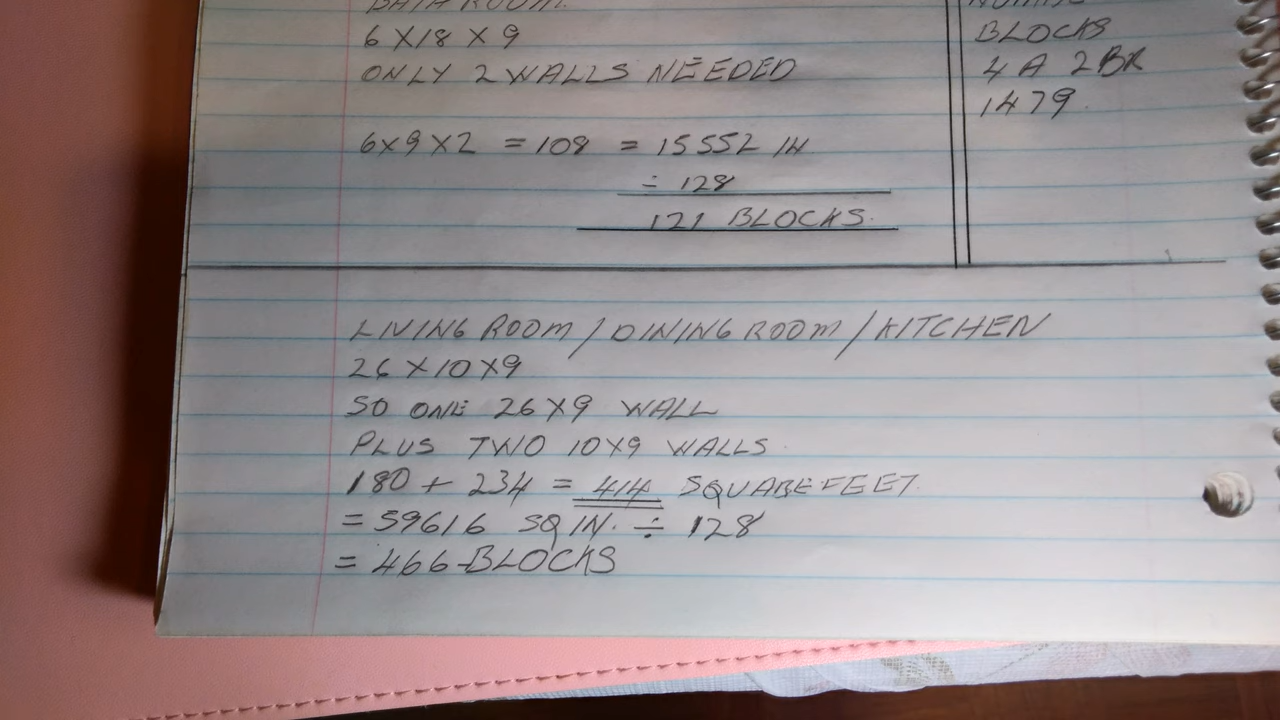 BATHROOM.
6 X 18 X 9
ONLY 2 WALLS NEEDED
6X9X2 = 108 = 15552 IN
÷ 128
121 BLOCKS.
BLOCKS
4 A 2BR
1479.
LIVING ROOM/DINING ROOM/KITCHEN
26 X 10 X 9
SO ONE 26 X 9 WALL
PLUS TWO 10X9 WALLS.
180 + 234 = 414 SQUARE FEET.
= 59616 SQ IN. ÷ 128
= 466 BLOCKS